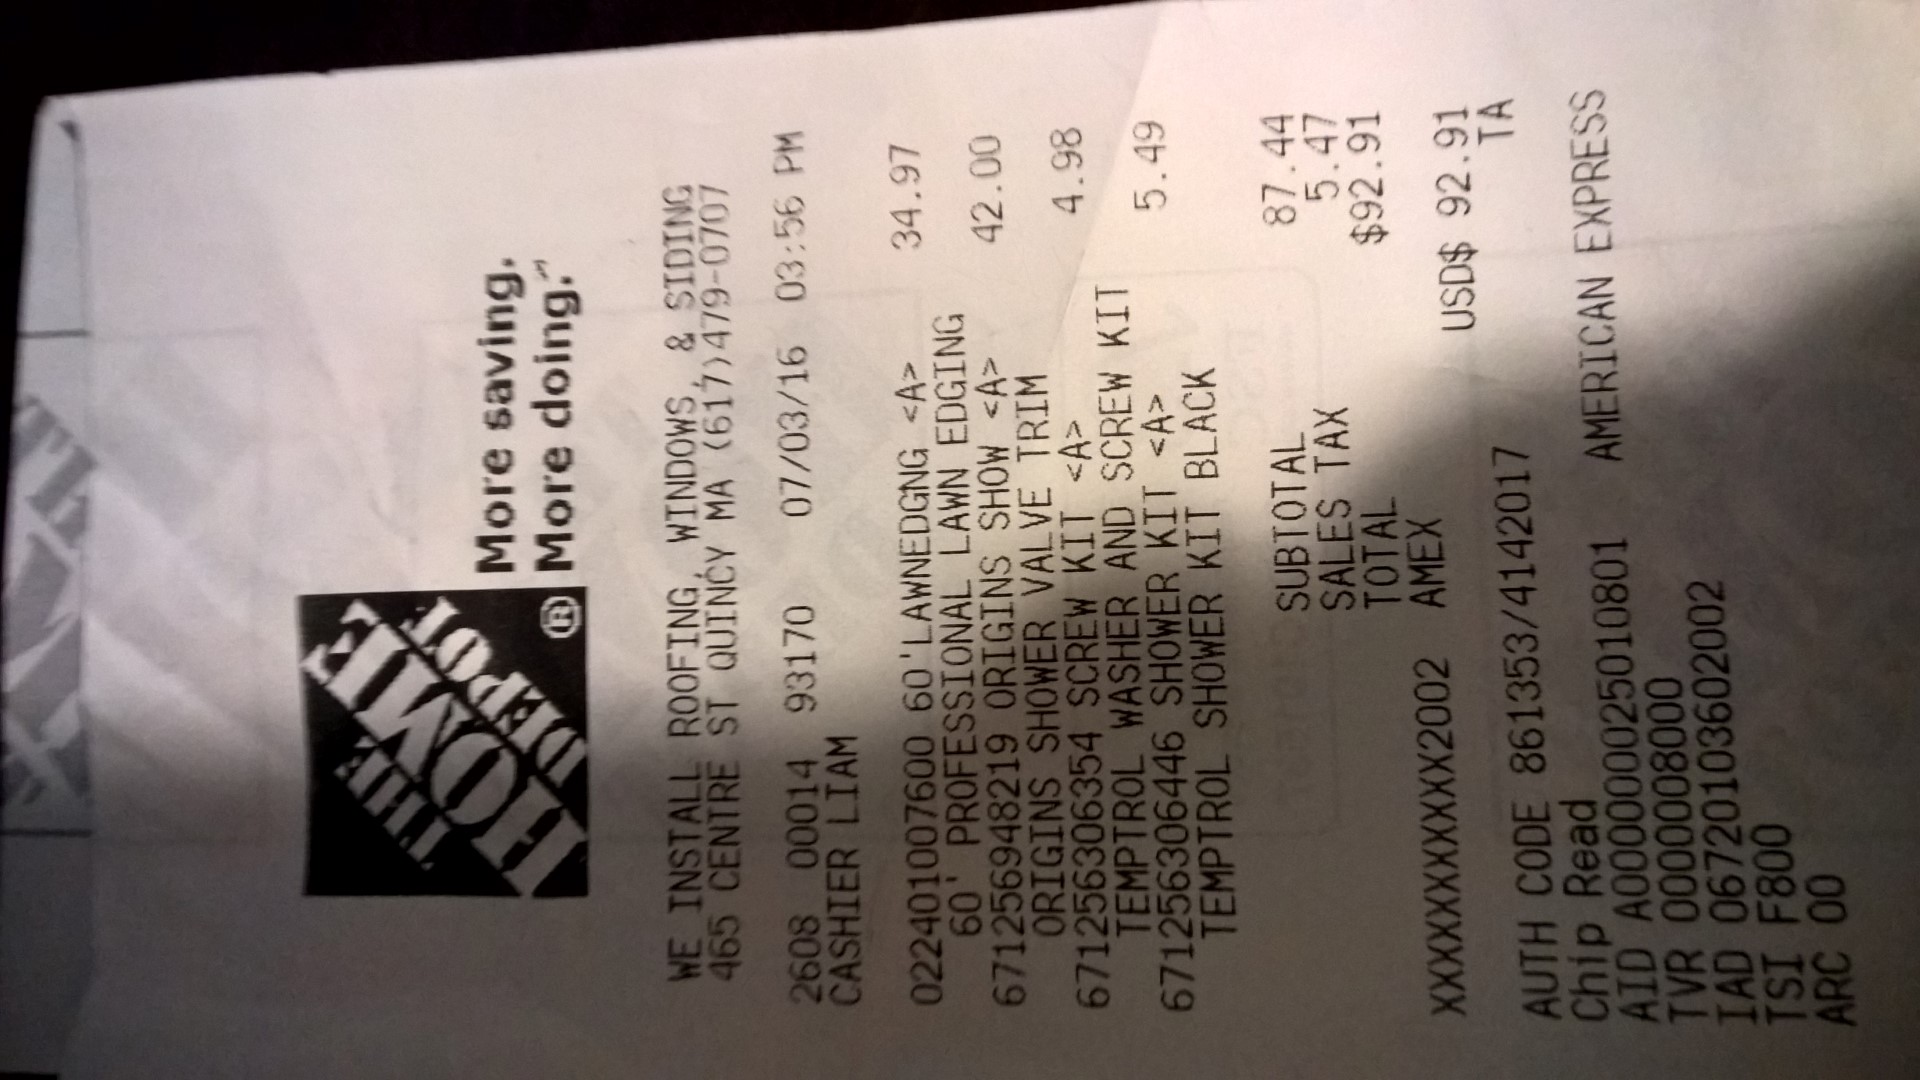 THE
HOME
DEPOT
®
More saving.
More doing.™
WE INSTALL ROOFING, WINDOWS, & SIDING
465 CENTRE ST QUINCY MA (617)479-0707
2608 00014 93170 07/03/16 03:56 PM
CASHIER LIAM
022401007600 60'LAWNEDGNG <A> 34.97
60' PROFESSIONAL LAWN EDGING
671256948219 ORIGINS SHOW <A> 42.00
ORIGINS SHOWER VALVE TRIM
671256306354 SCREW KIT <A> 4.98
TEMPTROL WASHER AND SCREW KIT
671256306446 SHOWER KIT <A> 5.49
TEMPTROL SHOWER KIT BLACK
SUBTOTAL 87.44
SALES TAX 5.47
TOTAL $92.91
XXXXXXXXXXX2002 AMEX
USD$ 92.91
AUTH CODE 861353/4142017 TA
Chip Read
AID A000000025010801 AMERICAN EXPRESS
TVR 0000008000
IAD 06720103602002
TSI F800
ARC 00